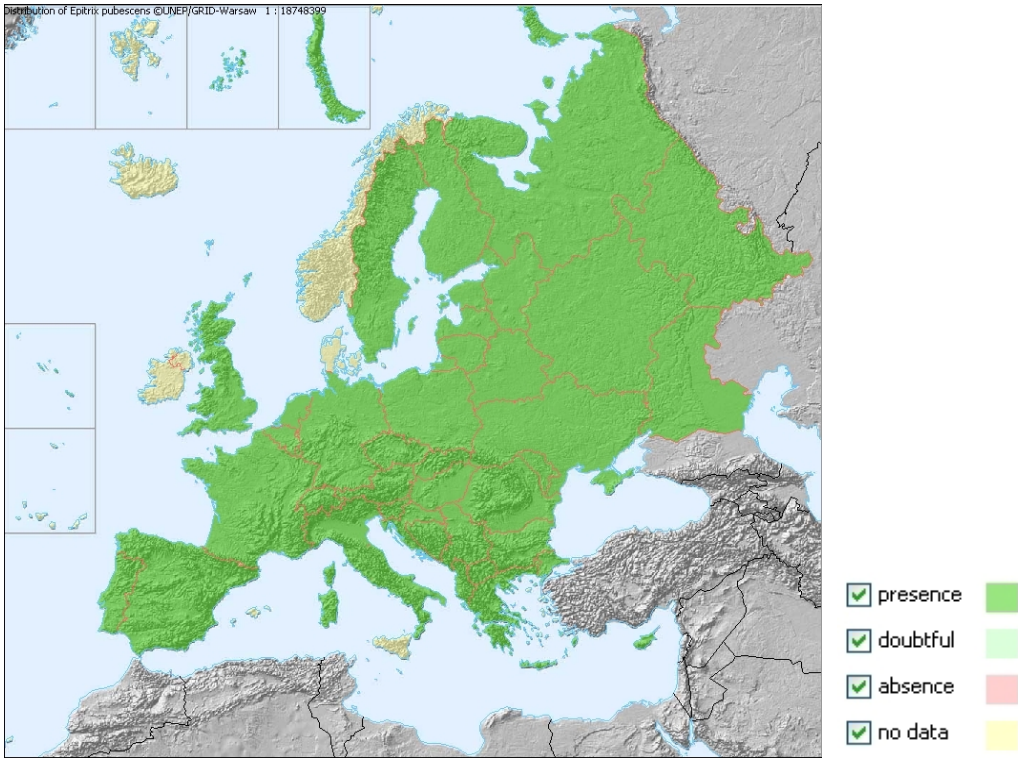 Distribution of Epitrix pubescens ©UNEP/GRID-Warsaw 1 : 18748399
presence
doubtful
absence
no data